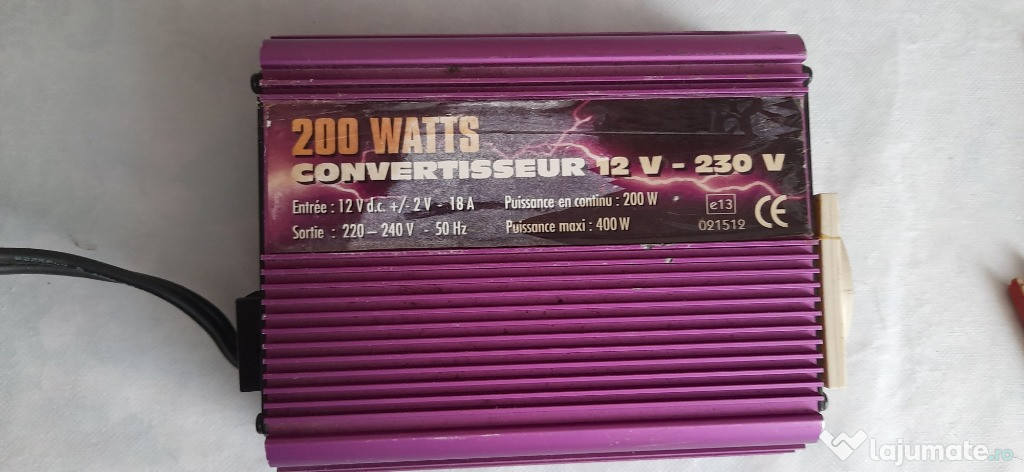 200 WATTS
CONVERTISSEUR 12 V - 230 V
Entrée : 12 V d.c. +/- 2 V - 18 A
Puissance en continu : 200 W
Sortie : 220 – 240 V - 50 Hz
Puissance maxi : 400 W
e13
021512
CE
lajumate.ro